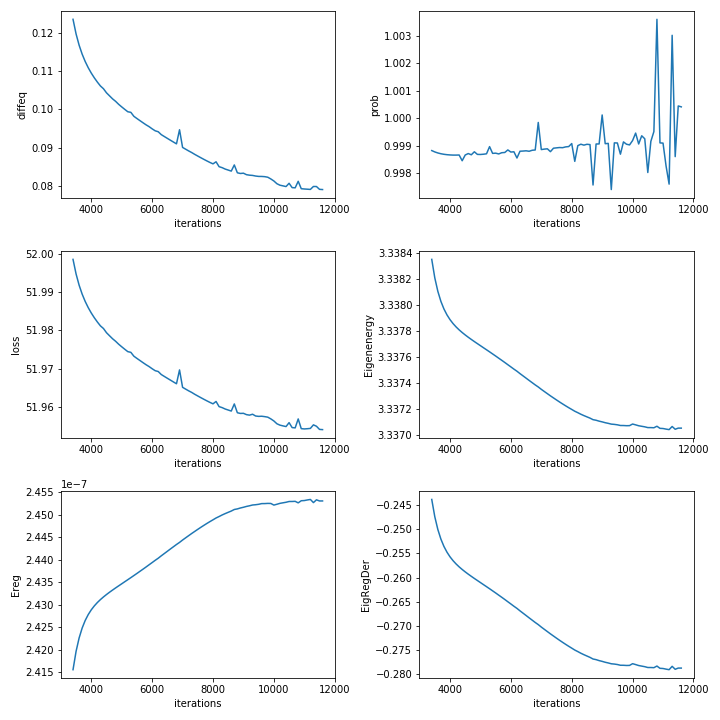 0.12
0.11
0.10
0.09
0.08
diffeq
4000 6000 8000 10000 12000
iterations
1.003
1.002
1.001
1.000
0.999
0.998
prob
4000 6000 8000 10000 12000
iterations
52.00
51.99
51.98
51.97
51.96
loss
4000 6000 8000 10000 12000
iterations
3.3384
3.3382
3.3380
3.3378
3.3376
3.3374
3.3372
3.3370
Eigenenergy
4000 6000 8000 10000 12000
iterations
1e−7
2.455
2.450
2.445
2.440
2.435
2.430
2.425
2.420
2.415
Ereg
4000 6000 8000 10000 12000
iterations
−0.245
−0.250
−0.255
−0.260
−0.265
−0.270
−0.275
−0.280
EigRegDer
4000 6000 8000 10000 12000
iterations